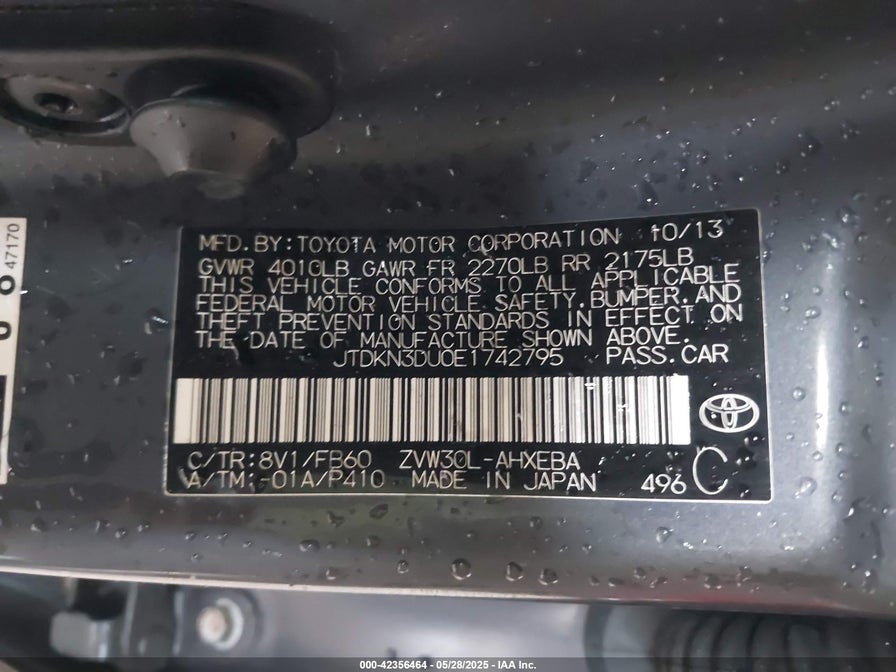 MFD. BY: TOYOTA MOTOR CORPORATION 10/13
GVWR 4010LB GAWR FR 2270LB RR 2175LB
THIS VEHICLE CONFORMS TO ALL APPLICABLE
FEDERAL MOTOR VEHICLE SAFETY, BUMPER, AND
THEFT PREVENTION STANDARDS IN EFFECT ON
THE DATE OF MANUFACTURE SHOWN ABOVE.
JTDKN3DU0E1742795 PASS. CAR
C/TR: 8V1/FB60 ZVW30L-AHXEBA
A/TM: -01A/P410 MADE IN JAPAN 496 C
47170
000-42356464 - 05/28/2025 - IAA Inc.